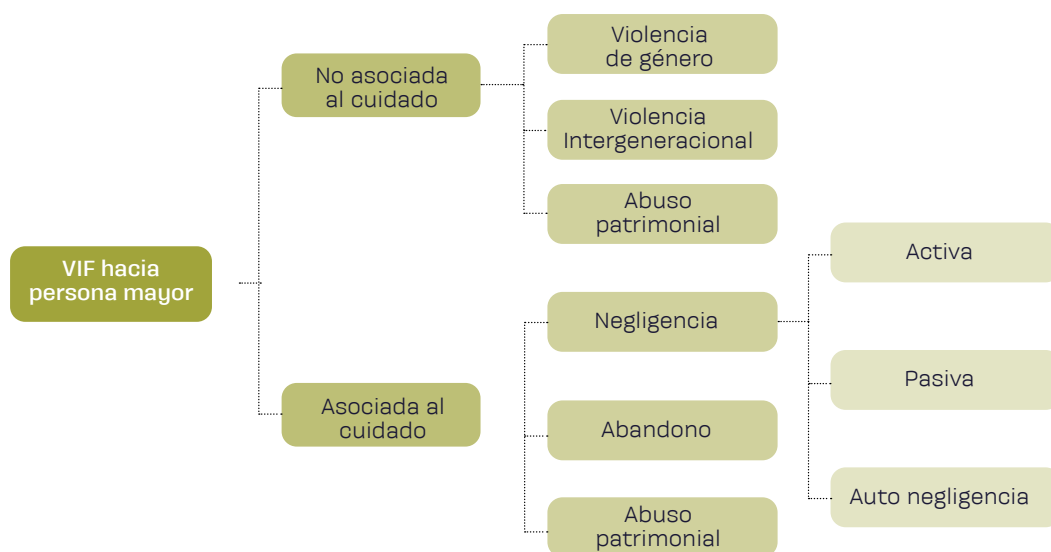 VIF hacia
persona mayor
No asociada
al cuidado
Violencia
de género
Violencia
Intergeneracional
Abuso
patrimonial
Asociada al
cuidado
Negligencia
Activa
Pasiva
Auto negligencia
Abandono
Abuso
patrimonial